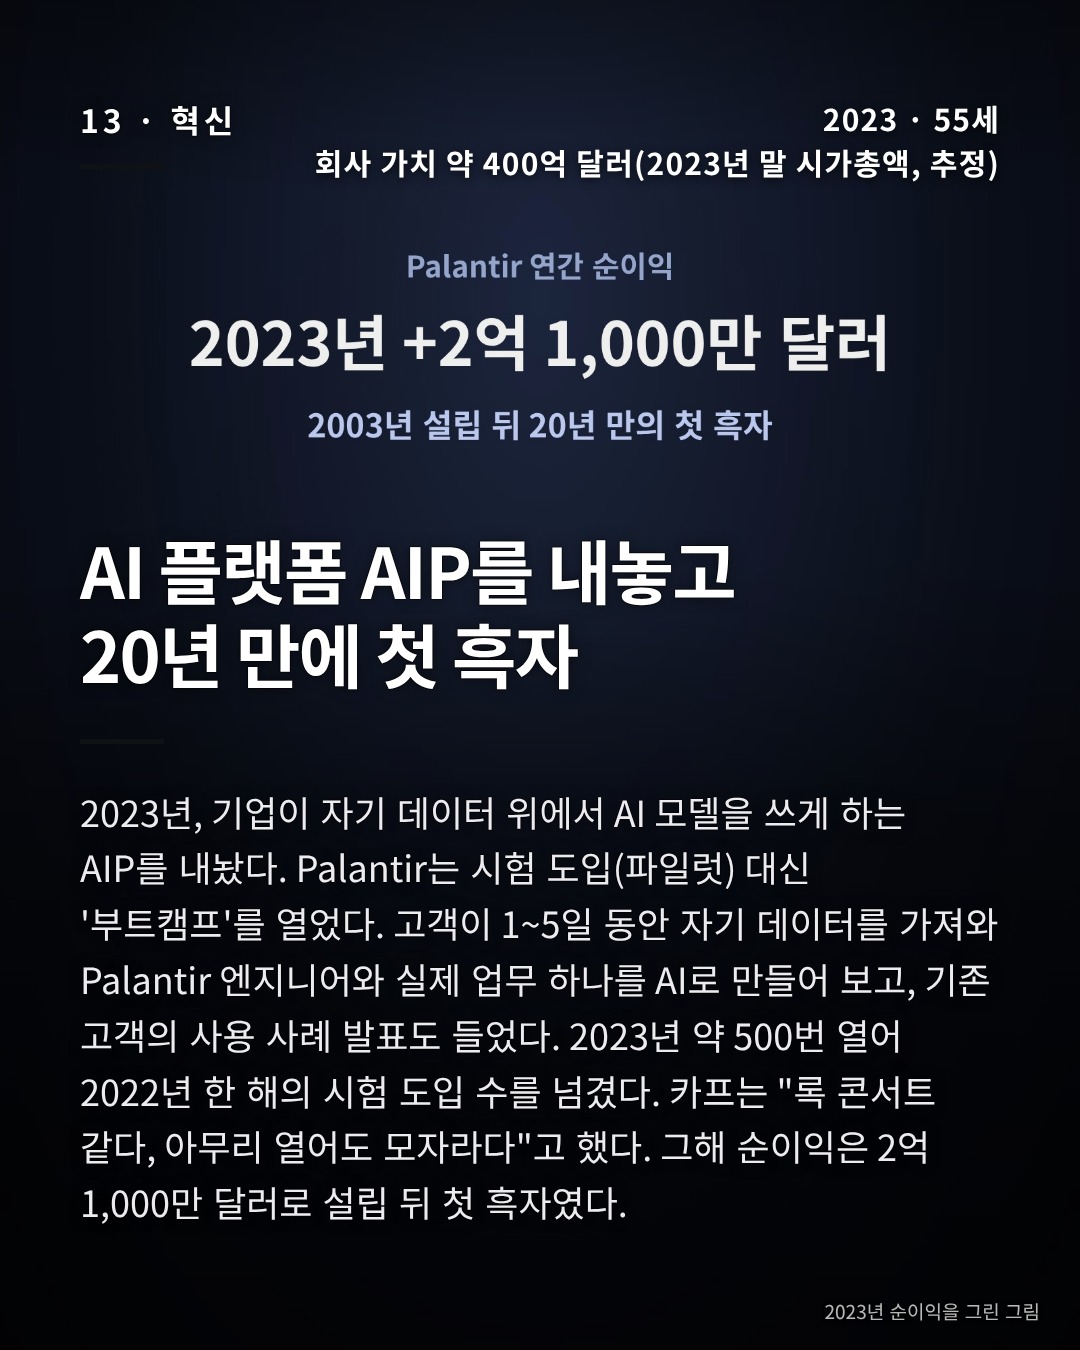 13 · 혁신
2023 · 55세
회사 가치 약 400억 달러(2023년 말 시가총액, 추정)
Palantir 연간 순이익
2023년 +2억 1,000만 달러
2003년 설립 뒤 20년 만의 첫 흑자
AI 플랫폼 AIP를 내놓고
20년 만에 첫 흑자
2023년, 기업이 자기 데이터 위에서 AI 모델을 쓰게 하는
AIP를 내놨다. Palantir는 시험 도입(파일럿) 대신
'부트캠프'를 열었다. 고객이 1~5일 동안 자기 데이터를 가져와
Palantir 엔지니어와 실제 업무 하나를 AI로 만들어 보고, 기존
고객의 사용 사례 발표도 들었다. 2023년 약 500번 열어
2022년 한 해의 시험 도입 수를 넘겼다. 카프는 "록 콘서트
같다, 아무리 열어도 모자라다"고 했다. 그해 순이익은 2억
1,000만 달러로 설립 뒤 첫 흑자였다.
2023년 순이익을 그린 그림